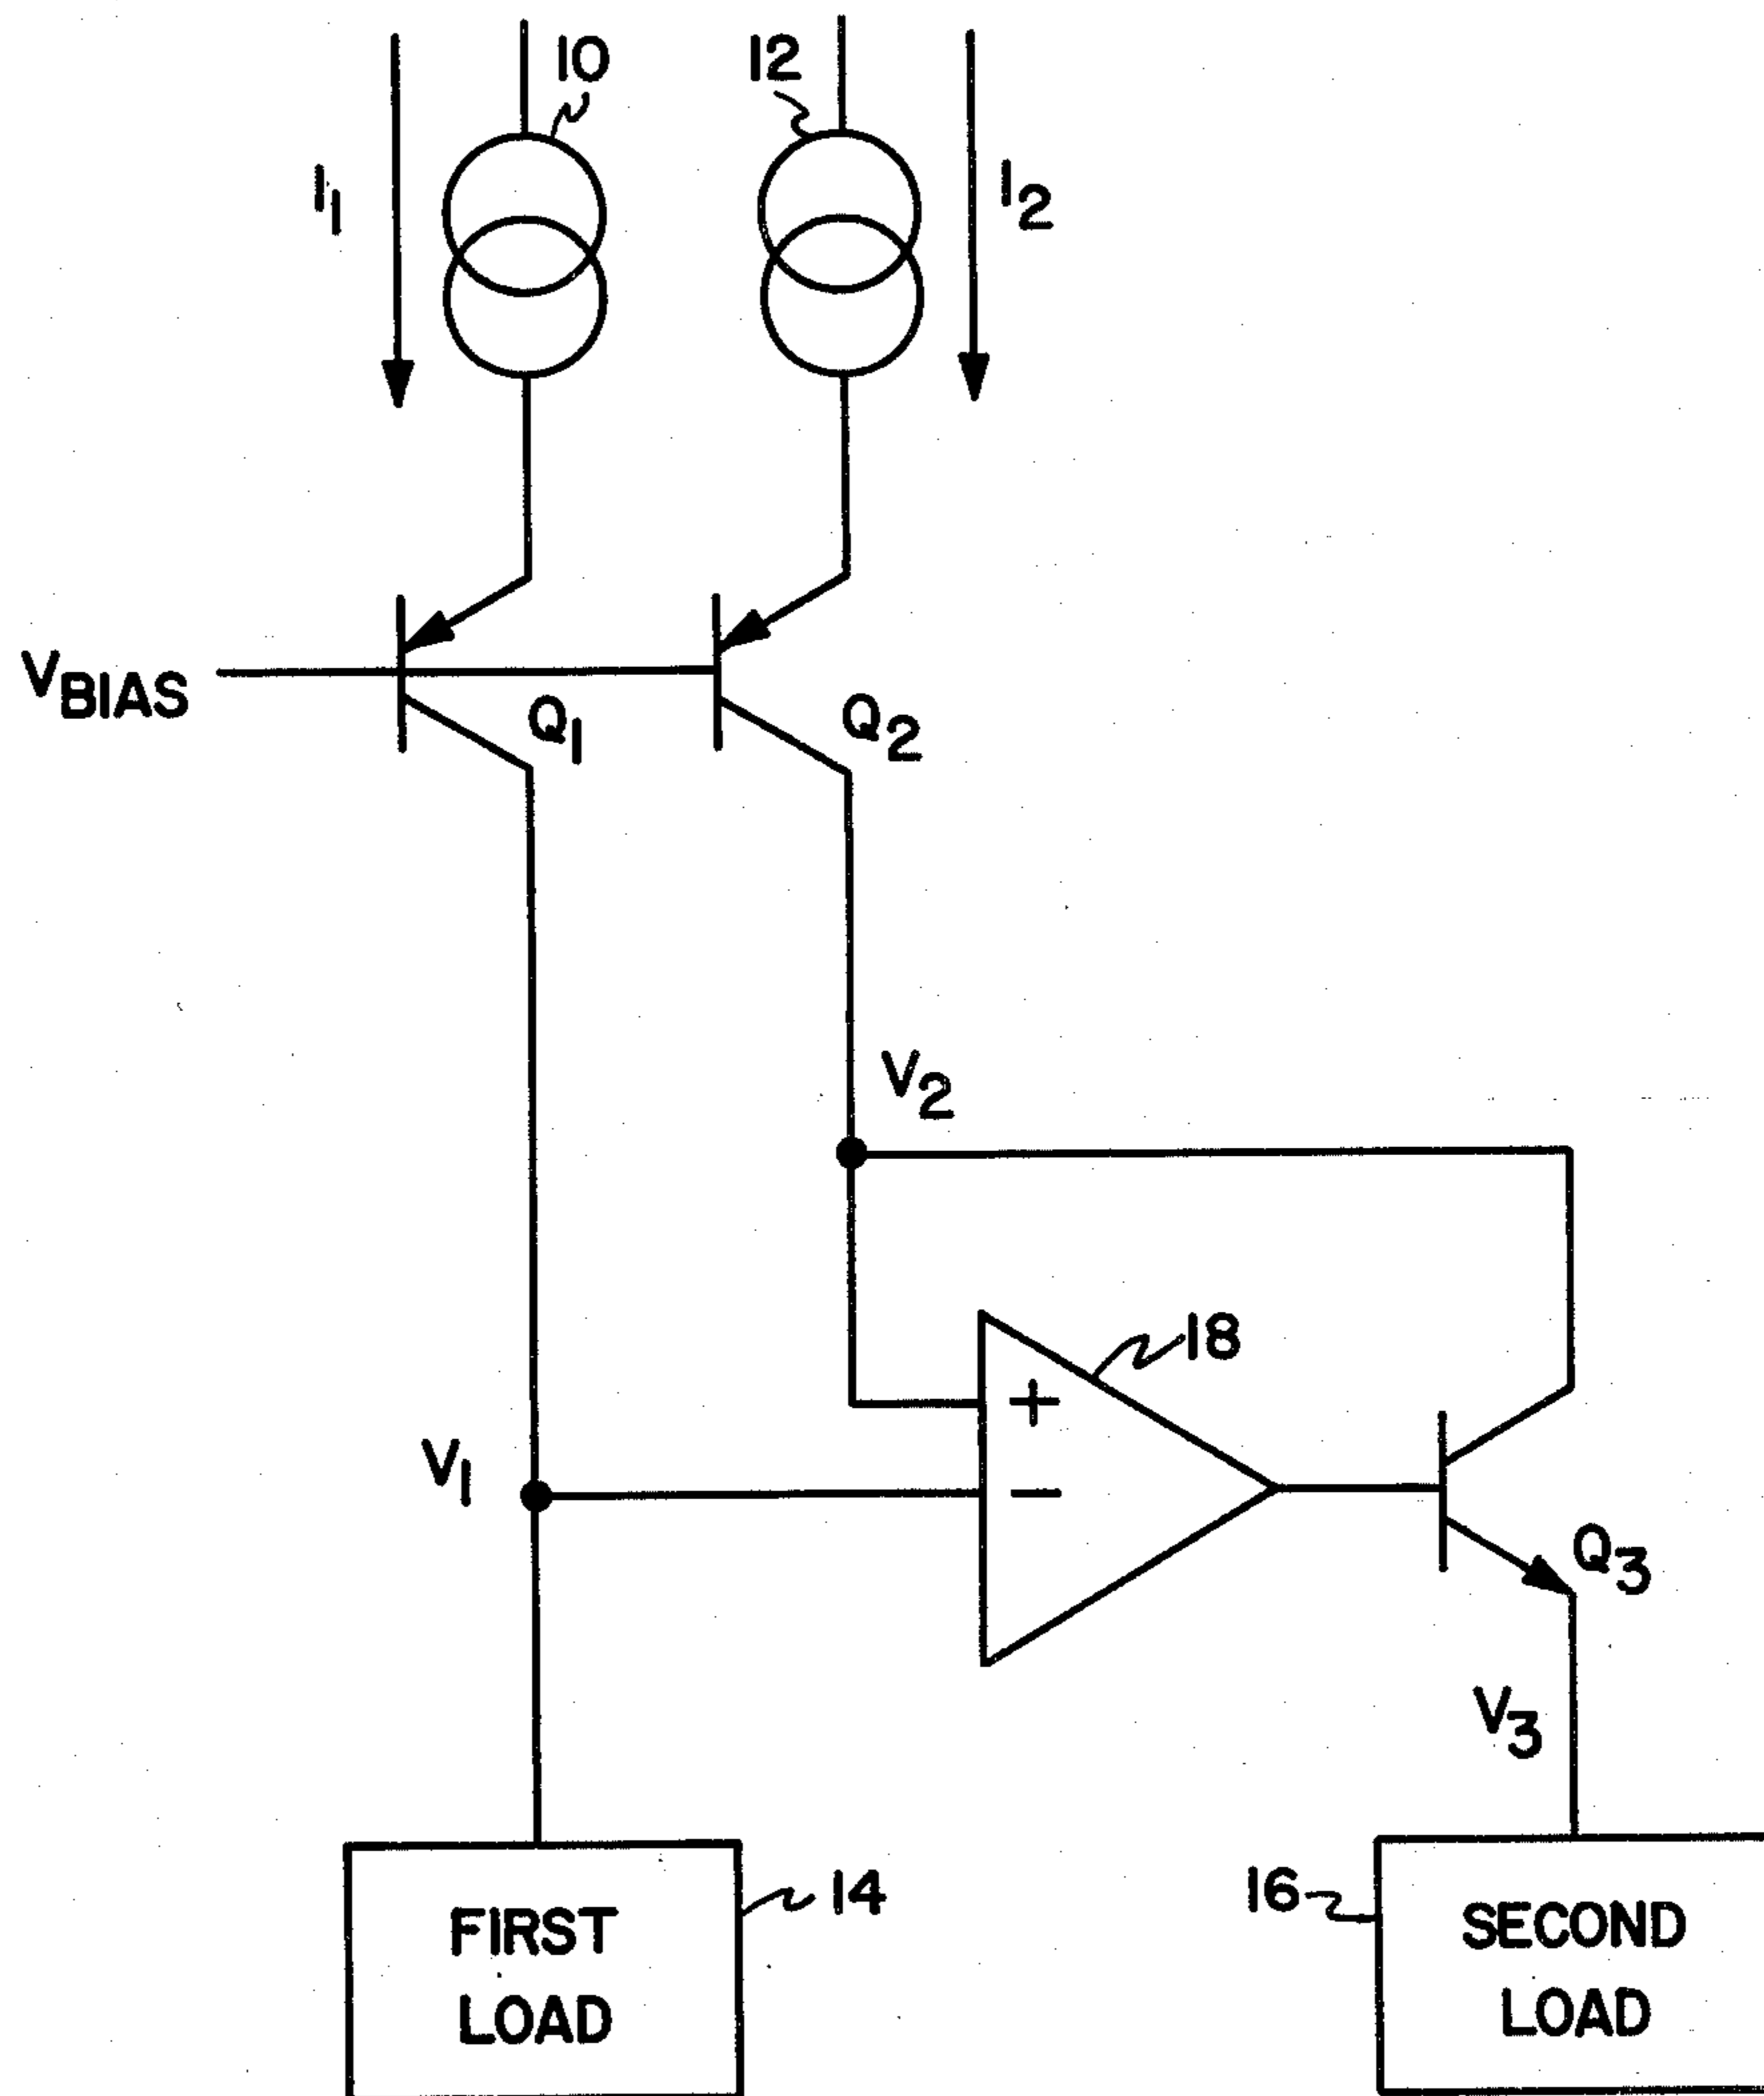 10
12
I1
I2
VBIAS
Q1
Q2
V2
18
+
V1
−
Q3
V3
14
16
FIRST
LOAD
SECOND
LOAD